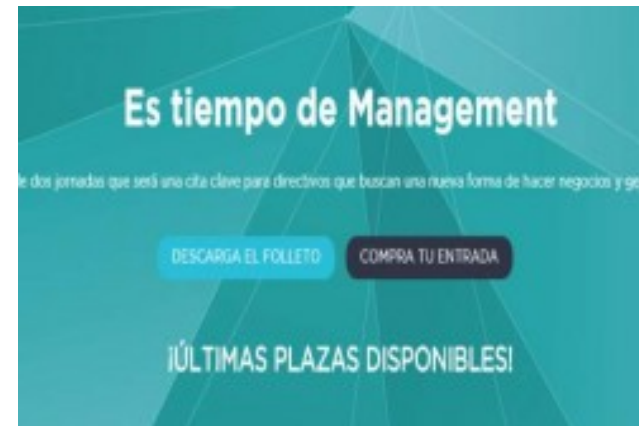 Es tiempo de Management
de dos jornadas que será una cita clave para directivos que buscan una nueva forma de hacer negocios y ge
DESCARGA EL FOLLETO
COMPRA TU ENTRADA
¡ÚLTIMAS PLAZAS DISPONIBLES!